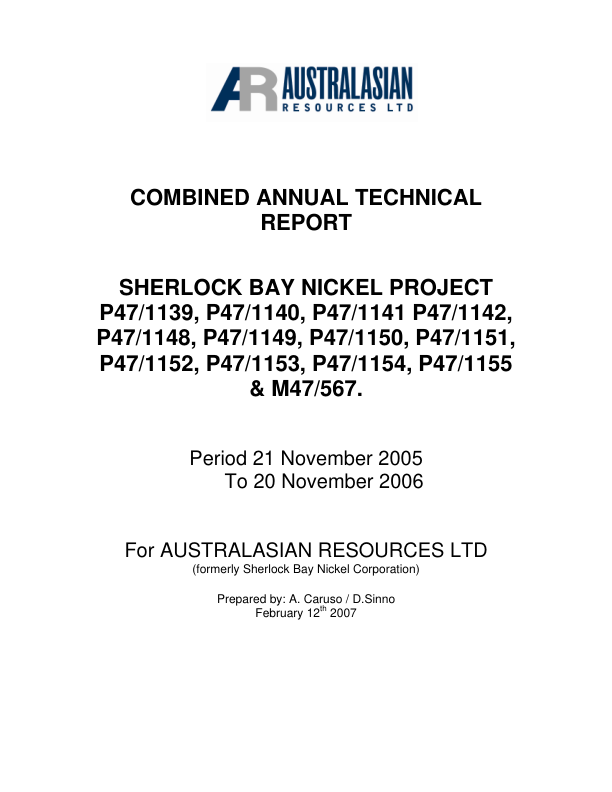 AR AUSTRALASIAN
RESOURCES LTD
COMBINED ANNUAL TECHNICAL
REPORT
SHERLOCK BAY NICKEL PROJECT
P47/1139, P47/1140, P47/1141 P47/1142,
P47/1148, P47/1149, P47/1150, P47/1151,
P47/1152, P47/1153, P47/1154, P47/1155
& M47/567.
Period 21 November 2005
To 20 November 2006
For AUSTRALASIAN RESOURCES LTD
(formerly Sherlock Bay Nickel Corporation)
Prepared by: A. Caruso / D.Sinno
February 12th 2007